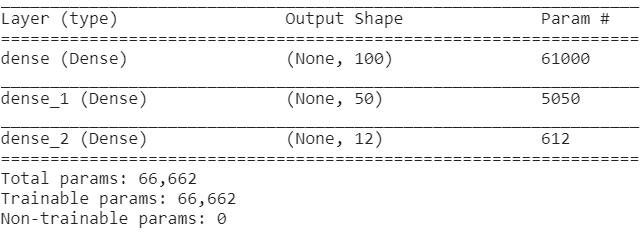 Layer (type) Output Shape Param #
=================================================================
dense (Dense) (None, 100) 61000
_________________________________________________________________
dense_1 (Dense) (None, 50) 5050
_________________________________________________________________
dense_2 (Dense) (None, 12) 612
=================================================================
Total params: 66,662
Trainable params: 66,662
Non-trainable params: 0